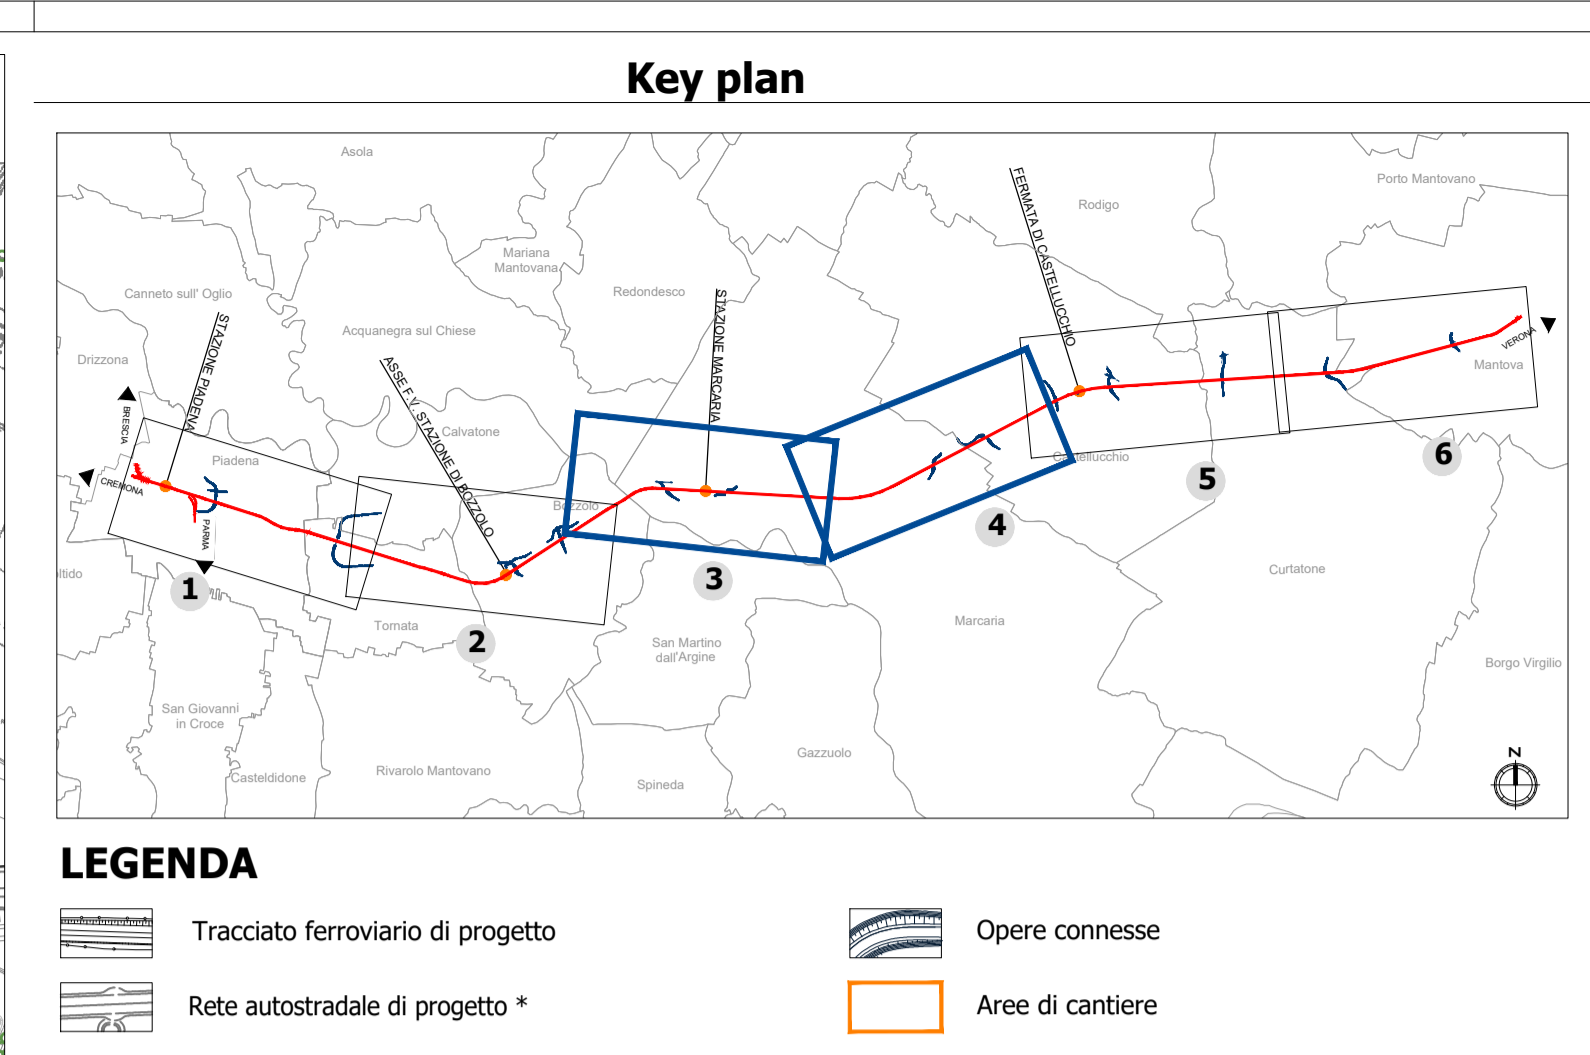 Key plan
Asola
Porto Mantovano
Rodigo
FERMATA DI CASTELLUCCHIO
Mariana
Mantovana
Canneto sull' Oglio
Redondesco
STAZIONE MARCARIA
STAZIONE PIADENA
Acquanegra sul Chiese
VERONA
Drizzona
ASSE F.V. STAZIONE DI BOZZOLO
Mantova
BRESCIA
Calvatone
Piadena
Castellucchio
6
CREMONA
5
Bozzolo
4
PARMA
3
Curtatone
ltido
1
Tornata
Marcaria
2
San Martino
dall'Argine
Borgo Virgilio
San Giovanni
in Croce
Gazzuolo
N
Casteldidone
Rivarolo Mantovano
Spineda
LEGENDA
Tracciato ferroviario di progetto
Opere connesse
Rete autostradale di progetto *
Aree di cantiere